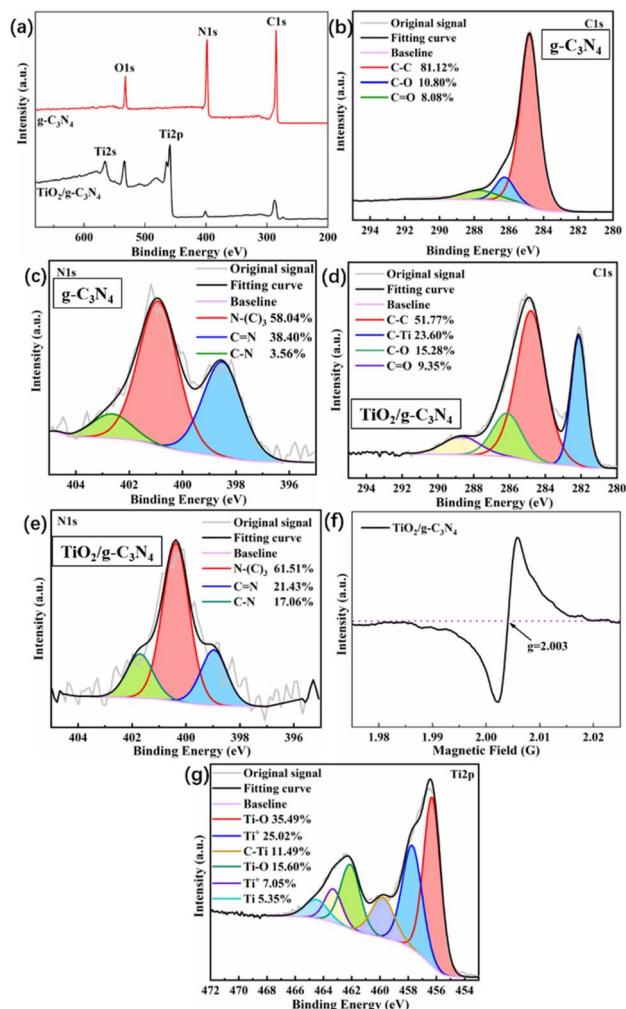 (a)
N1s
C1s
O1s
g-C₃N₄
Ti2p
Ti2s
TiO₂/g-C₃N₄
600 500 400 300 200
Binding Energy (eV)
Intensity (a.u.)
(b)
Original signal
Fitting curve
Baseline
C-C 81.12%
C-O 10.80%
C=O 8.08%
C1s
g-C₃N₄
294 292 290 288 286 284 282 280
Binding Energy (eV)
Intensity (a.u.)
(c)
N1s
g-C₃N₄
Original signal
Fitting curve
Baseline
N-(C)₃ 58.04%
C=N 38.40%
C-N 3.56%
404 402 400 398 396
Binding Energy (eV)
Intensity (a.u.)
(d)
Original signal
Fitting curve
Baseline
C-C 51.77%
C-Ti 23.60%
C-O 15.28%
C=O 9.35%
C1s
TiO₂/g-C₃N₄
294 292 290 288 286 284 282 280
Binding Energy (eV)
Intensity (a.u.)
(e)
N1s
TiO₂/g-C₃N₄
Original signal
Fitting curve
Baseline
N-(C)₃ 61.51%
C=N 21.43%
C-N 17.06%
404 402 400 398 396
Binding Energy (eV)
Intensity (a.u.)
(f)
TiO₂/g-C₃N₄
g=2.003
1.98 1.99 2.00 2.01 2.02
Magnetic Field (G)
Intensity (a.u.)
(g)
Original signal
Fitting curve
Baseline
Ti-O 35.49%
Ti⁺ 25.02%
C-Ti 11.49%
Ti-O 15.60%
Ti⁺ 7.05%
Ti 5.35%
Ti2p
472 470 468 466 464 462 460 458 456 454
Binding Energy (eV)
Intensity (a.u.)